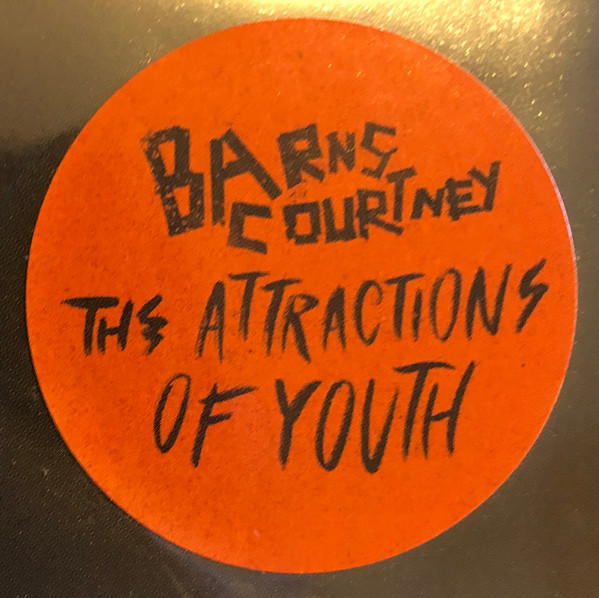 BARNS
COURTNEY
THE ATTRACTIONS
OF YOUTH